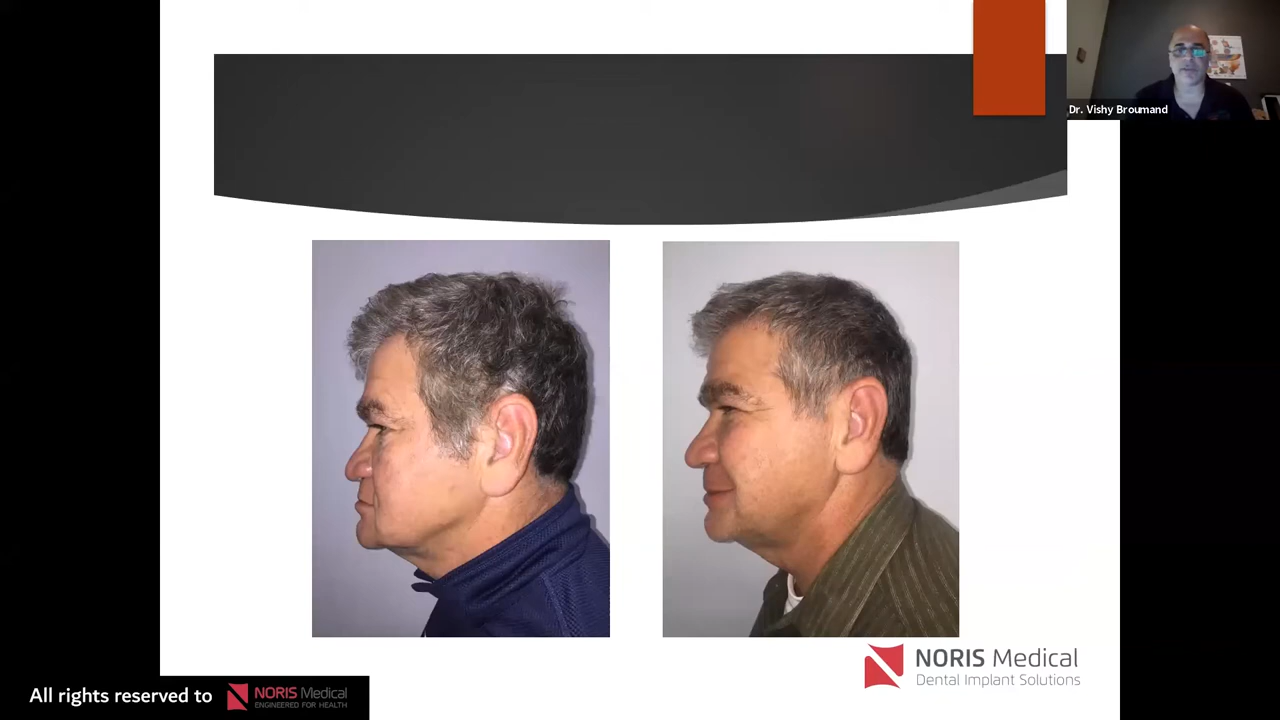 Dr. Vishy Broumand
NORIS Medical
Dental Implant Solutions
All rights reserved to
NORIS Medical
ENGINEERED FOR HEALTH